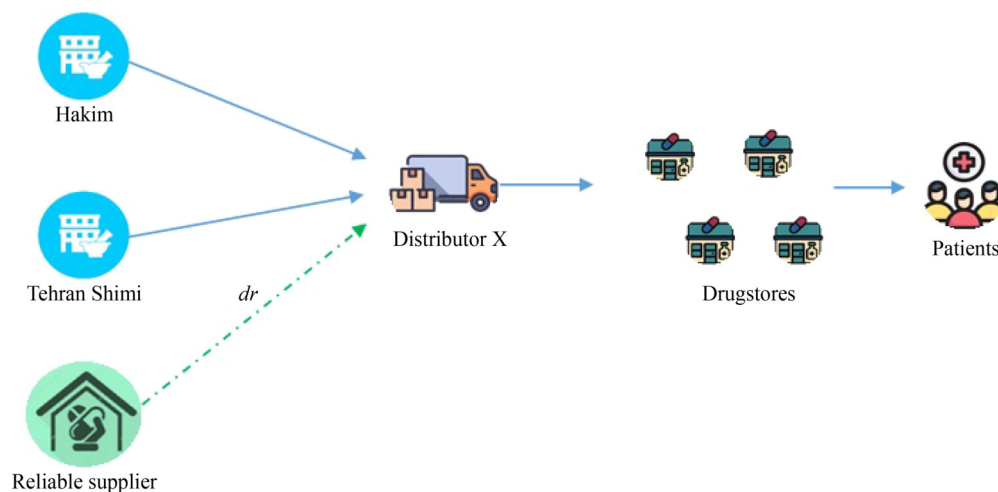 Hakim
Tehran Shimi
Reliable supplier
dr
Distributor X
Drugstores
Patients